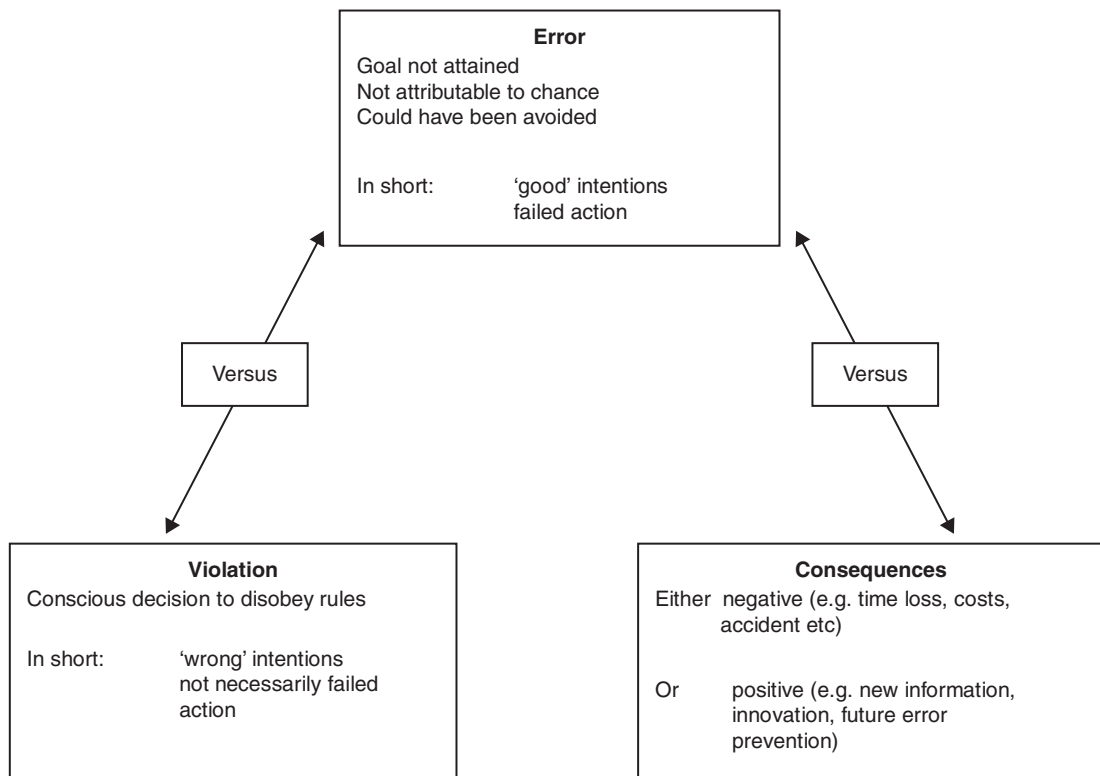 Error
Goal not attained
Not attributable to chance
Could have been avoided
In short: ‘good’ intentions
failed action
Versus
Versus
Violation
Conscious decision to disobey rules
In short: ‘wrong’ intentions
not necessarily failed
action
Consequences
Either negative (e.g. time loss, costs,
accident etc)
Or positive (e.g. new information,
innovation, future error
prevention)